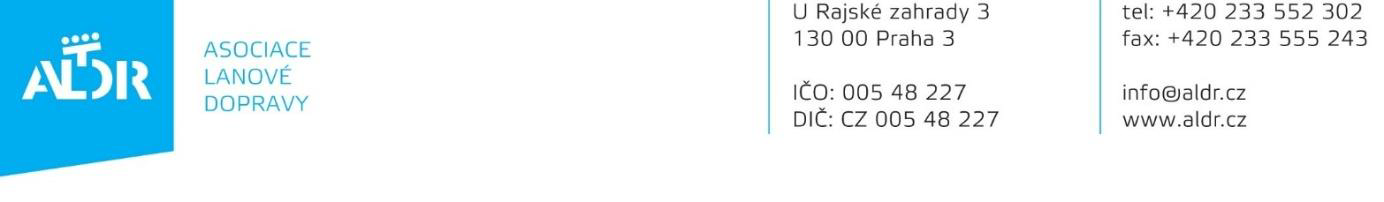 ALDR
ASOCIACE
LANOVÉ
DOPRAVY
U Rajské zahrady 3
130 00 Praha 3
IČO: 005 48 227
DIČ: CZ 005 48 227
tel: +420 233 552 302
fax: +420 233 555 243
info@aldr.cz
www.aldr.cz